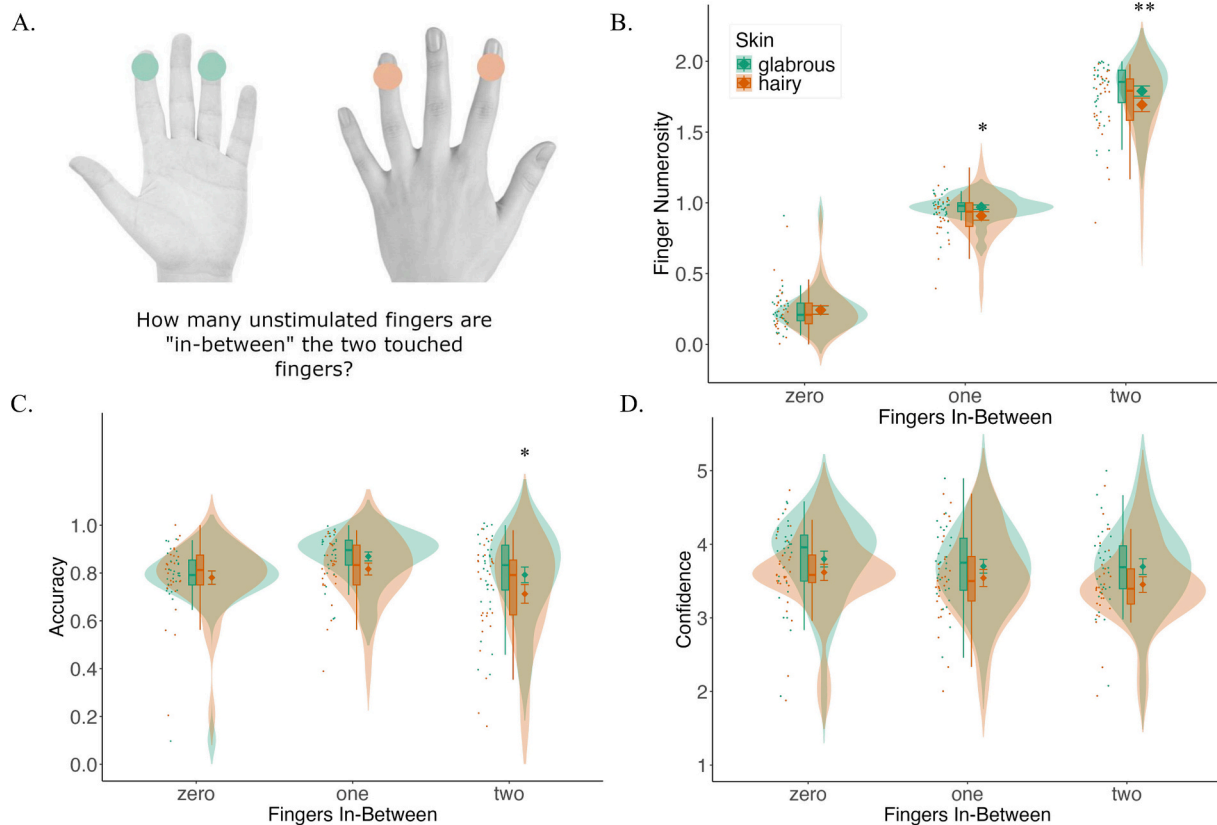 A.
How many unstimulated fingers are
"in-between" the two touched
fingers?
B.
**
*
Skin
glabrous
hairy
Finger Numerosity
2.0
1.5
1.0
0.5
0.0
zero one two
Fingers In-Between
C.
*
Accuracy
1.0
0.8
0.6
0.4
0.2
0.0
zero one two
Fingers In-Between
D.
Confidence
5
4
3
2
1
zero one two
Fingers In-Between